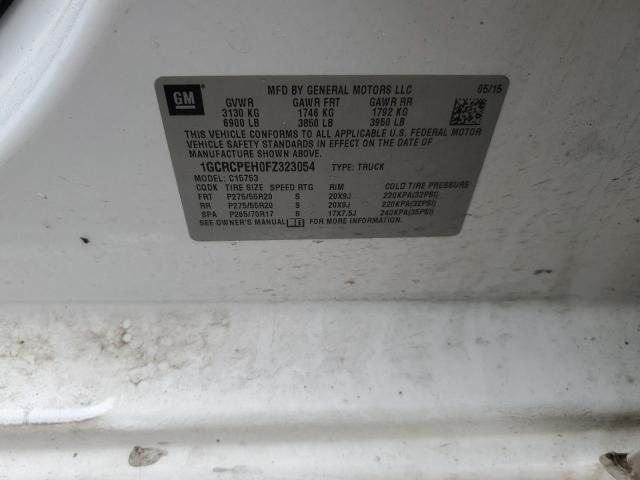 GM MFD BY GENERAL MOTORS LLC 05/15
GVWR GAWR FRT GAWR RR
3130 KG 1746 KG 1792 KG
6900 LB 3850 LB 3950 LB
THIS VEHICLE CONFORMS TO ALL APPLICABLE U.S. FEDERAL MOTOR
VEHICLE SAFETY STANDARDS IN EFFECT ON THE DATE OF
MANUFACTURE SHOWN ABOVE.
1GCRCPEH0FZ323054 TYPE: TRUCK
MODEL: C15753
CQDK TIRE SIZE SPEED RTG RIM COLD TIRE PRESSURE
FRT P275/55R20 S 20X9J 220KPA(32PSI)
RR P275/55R20 S 20X9J 220KPA(32PSI)
SPA P265/70R17 S 17X7.5J 240KPA(35PSI)
SEE OWNER'S MANUAL FOR MORE INFORMATION.